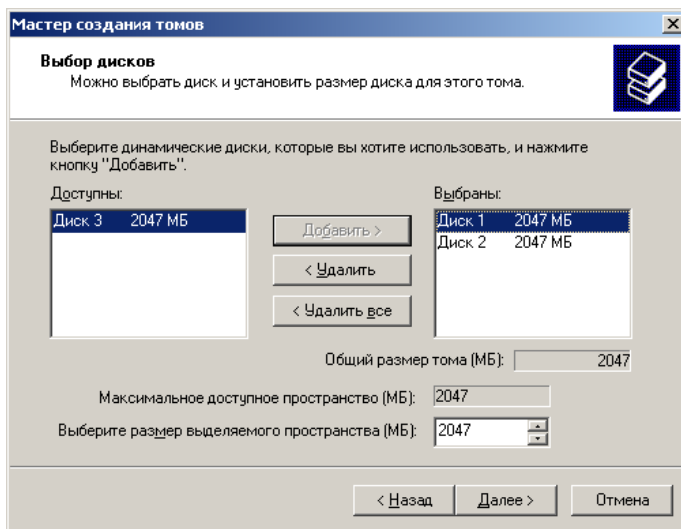 Мастер создания томов
Выбор дисков
Можно выбрать диск и установить размер диска для этого тома.
Выберите динамические диски, которые вы хотите использовать, и нажмите
кнопку "Добавить".
Доступны:
Диск 3 2047 МБ
Добавить >
< Удалить
< Удалить все
Выбраны:
Диск 1 2047 МБ
Диск 2 2047 МБ
Общий размер тома (МБ): 2047
Максимальное доступное пространство (МБ): 2047
Выберите размер выделяемого пространства (МБ): 2047
< Назад
Далее >
Отмена